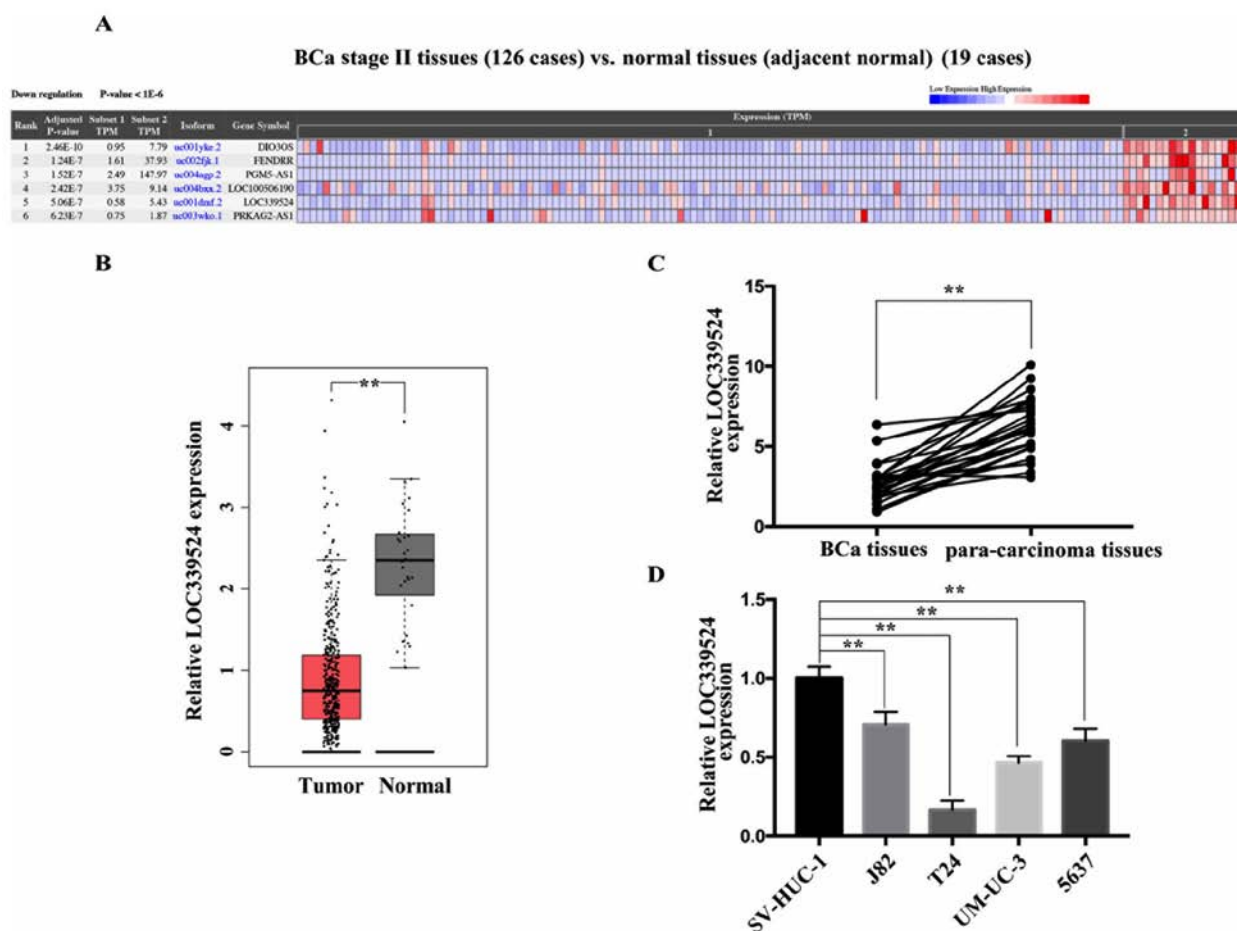 A
BCa stage II tissues (126 cases) vs. normal tissues (adjacent normal) (19 cases)
Down regulation P-value < 1E-6
Low Expression High Expression
Rank Adjusted P-value Subset 1 TPM Subset 2 TPM Isoform Gene Symbol Expression (TPM)
1 2
1 2.46E-10 0.95 7.79 uc001yke.2 DIO3OS
2 1.24E-7 1.61 37.93 uc002fjk.1 FENDRR
3 1.52E-7 2.49 147.97 uc004agp.2 PGM5-AS1
4 2.42E-7 3.75 9.14 uc004bxx.2 LOC100506190
5 5.06E-7 0.58 5.43 LOC339524
6 6.23E-7 0.75 1.87 uc003wko.1 PRKAG2-AS1
B
Relative LOC339524 expression
4
3
2
1
0
**
Tumor Normal
C
Relative LOC339524
expression
15
10
5
0
**
BCa tissues para-carcinoma tissues
D
Relative LOC339524
expression
1.5
1.0
0.5
0.0
**
**
**
**
SV-HUC-1
J82
T24
UM-UC-3
5637